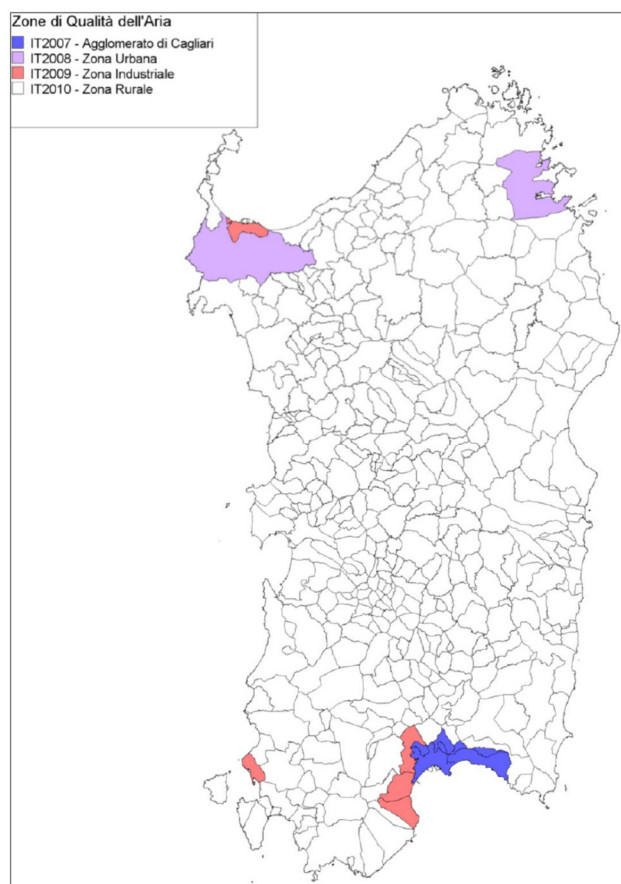 Zone di Qualità dell'Aria
IT2007 - Agglomerato di Cagliari
IT2008 - Zona Urbana
IT2009 - Zona Industriale
IT2010 - Zona Rurale